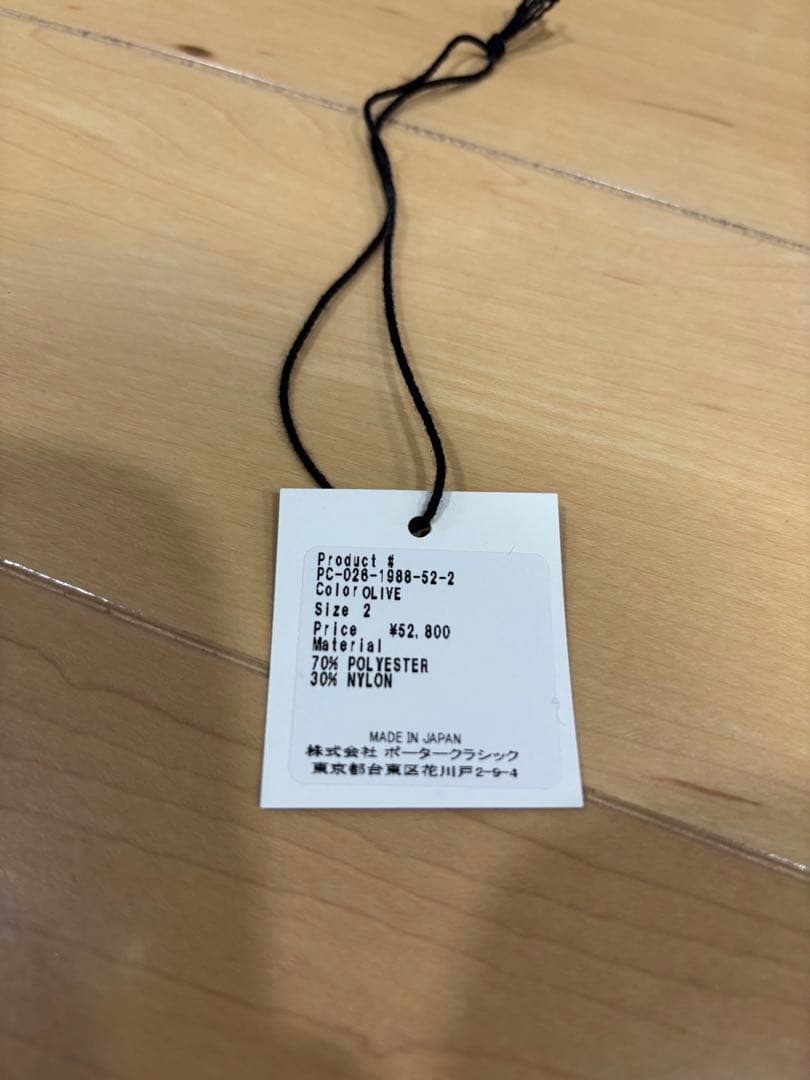 Product #
PC-026-1988-52-2
Color OLIVE
Size 2
Price ¥52,800
Material
70% POLYESTER
30% NYLON
MADE IN JAPAN
株式会社 ポータークラシック
東京都台東区花川戸2-9-4